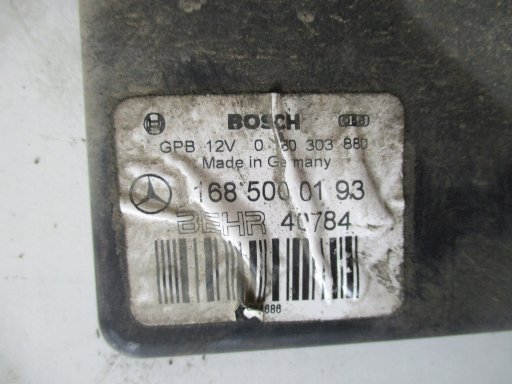 BOSCH
GPB 12V 0 130 303 880
Made in Germany
168 500 01 93
BEHR 40784